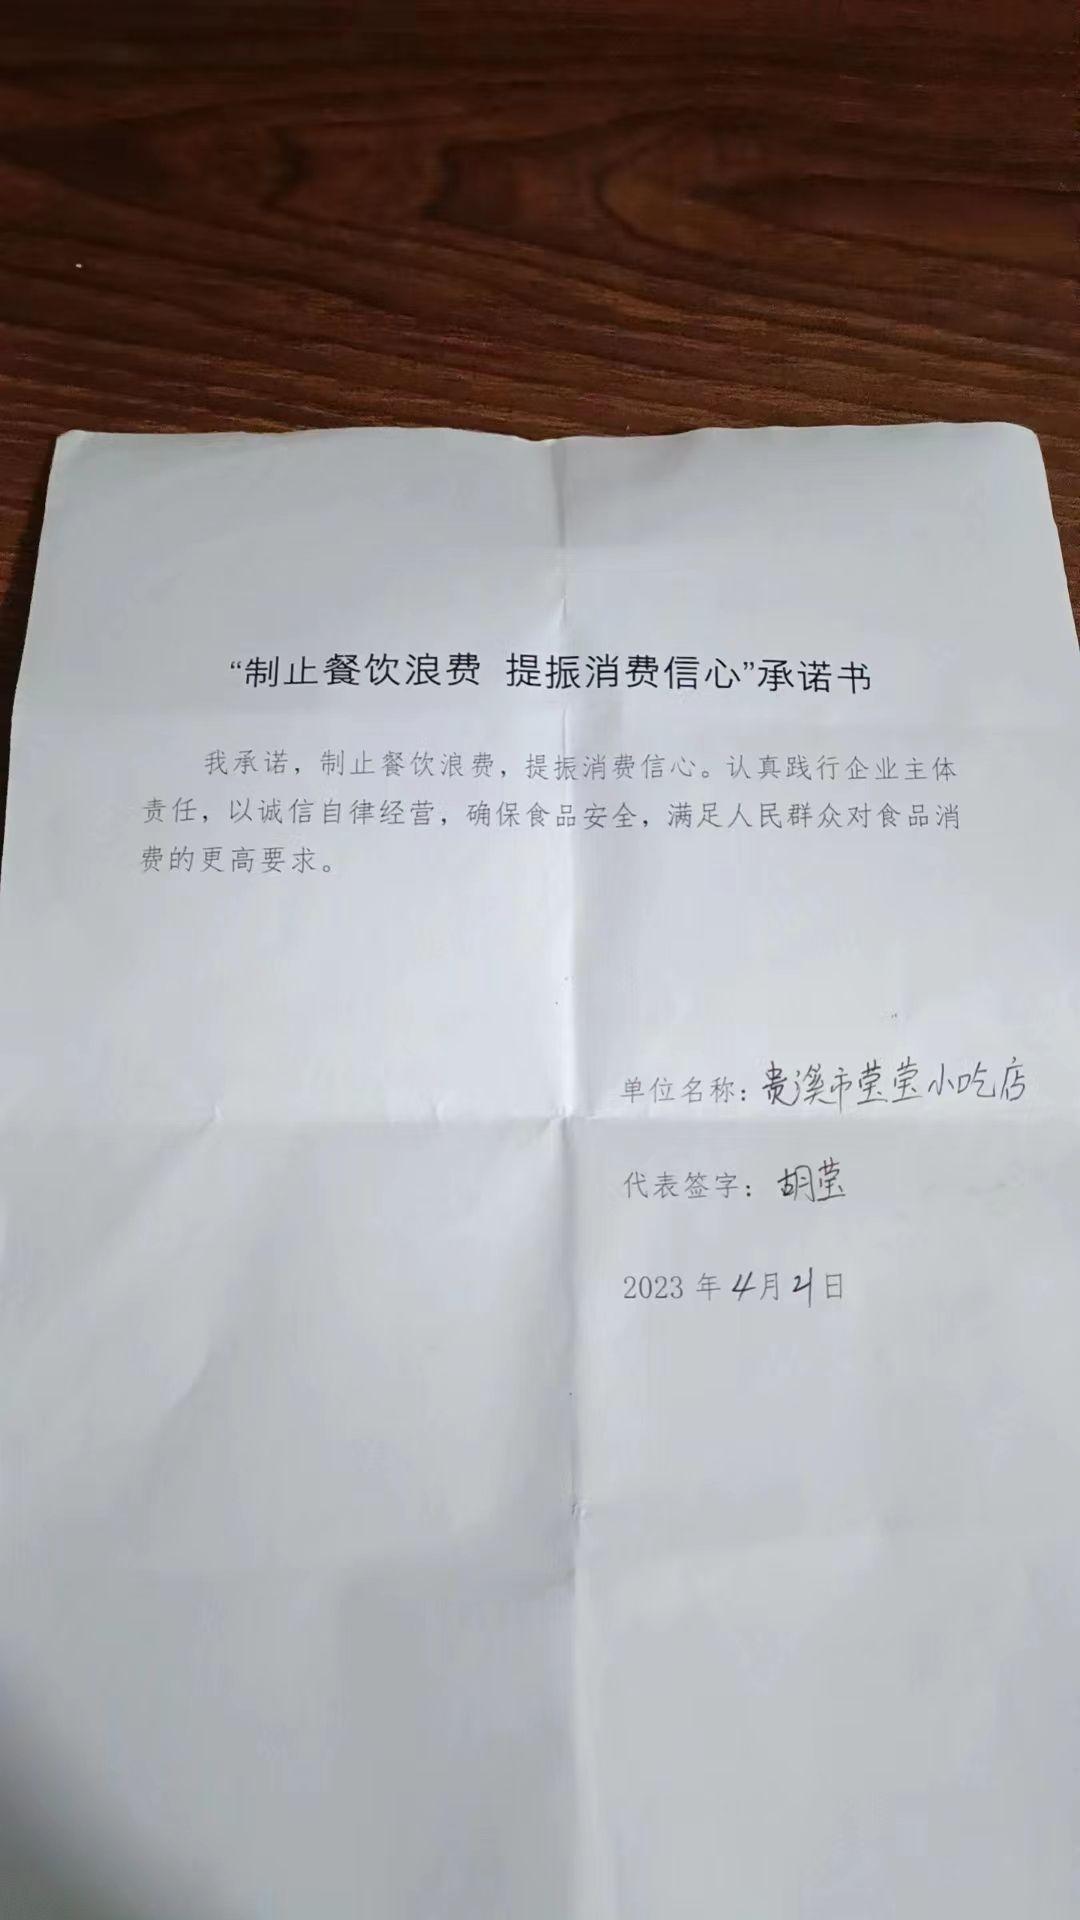 “制止餐饮浪费 提振消费信心”承诺书
我承诺，制止餐饮浪费，提振消费信心。认真践行企业主体
责任，以诚信自律经营，确保食品安全，满足人民群众对食品消
费的更高要求。
单位名称：贵溪市莹莹小吃店
代表签字：胡莹
2023年4月21日